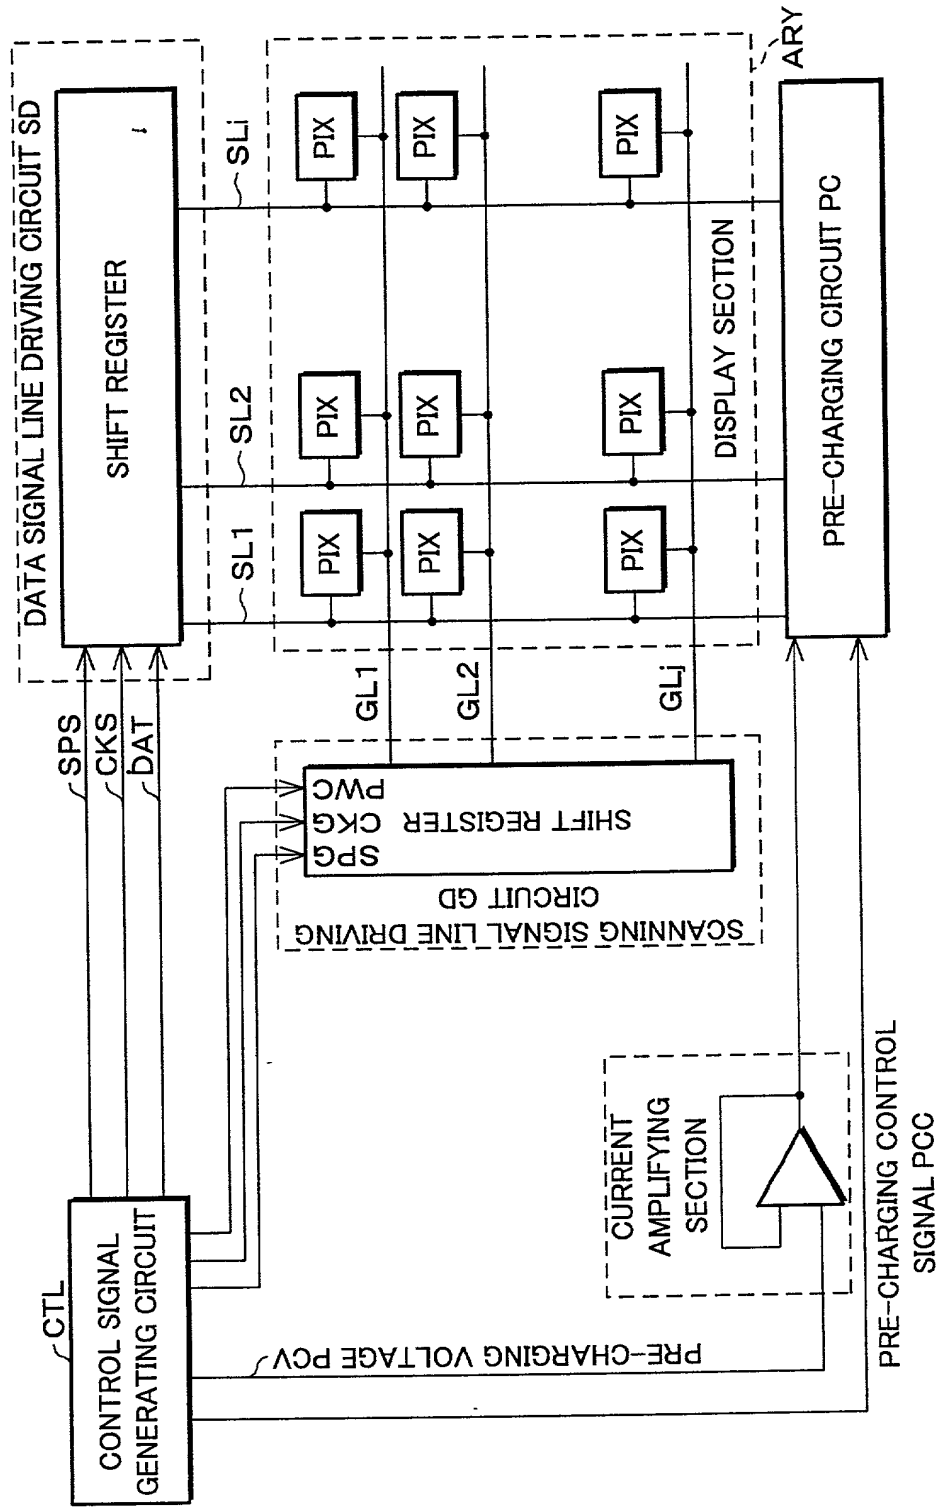 CTL
CONTROL SIGNAL
GENERATING CIRCUIT
SPS
CKS
DAT
DATA SIGNAL LINE DRIVING CIRCUIT SD
SHIFT REGISTER
SL1
SL2
SLi
PIX
PIX
PIX
PIX
PIX
PIX
PIX
PIX
PIX
GL1
GL2
GLj
DISPLAY SECTION
ARY
SPG
CKG
PWC
SHIFT REGISTER
SCANNING SIGNAL LINE DRIVING
CIRCUIT GD
PRE-CHARGING VOLTAGE PCV
CURRENT
AMPLIFYING
SECTION
PRE-CHARGING CONTROL
SIGNAL PCC
PRE-CHARGING CIRCUIT PC